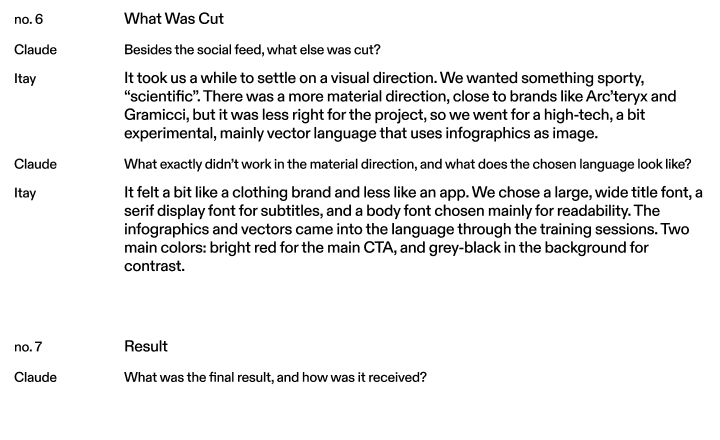 no. 6 What Was Cut
Claude Besides the social feed, what else was cut?
Itay It took us a while to settle on a visual direction. We wanted something sporty,
“scientific”. There was a more material direction, close to brands like Arc’teryx and
Gramicci, but it was less right for the project, so we went for a high-tech, a bit
experimental, mainly vector language that uses infographics as image.
Claude What exactly didn’t work in the material direction, and what does the chosen language look like?
Itay It felt a bit like a clothing brand and less like an app. We chose a large, wide title font, a
serif display font for subtitles, and a body font chosen mainly for readability. The
infographics and vectors came into the language through the training sessions. Two
main colors: bright red for the main CTA, and grey-black in the background for
contrast.
no. 7 Result
Claude What was the final result, and how was it received?